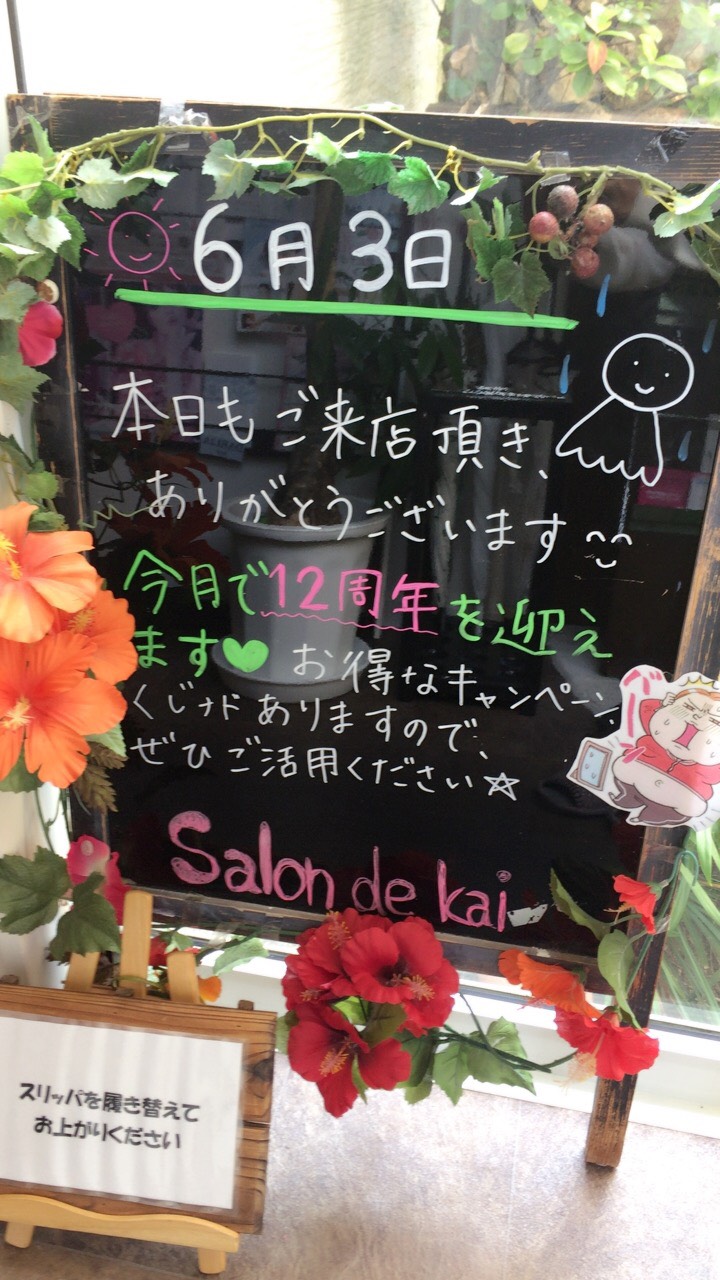 6月3日
本日もご来店頂き、
ありがとうございます
今月で12周年を迎え
ます♥ お得なキャンペーン、
くじナドありますので、
ぜひご活用ください☆
Salon de kai
スリッパを履き替えて
お上がりください